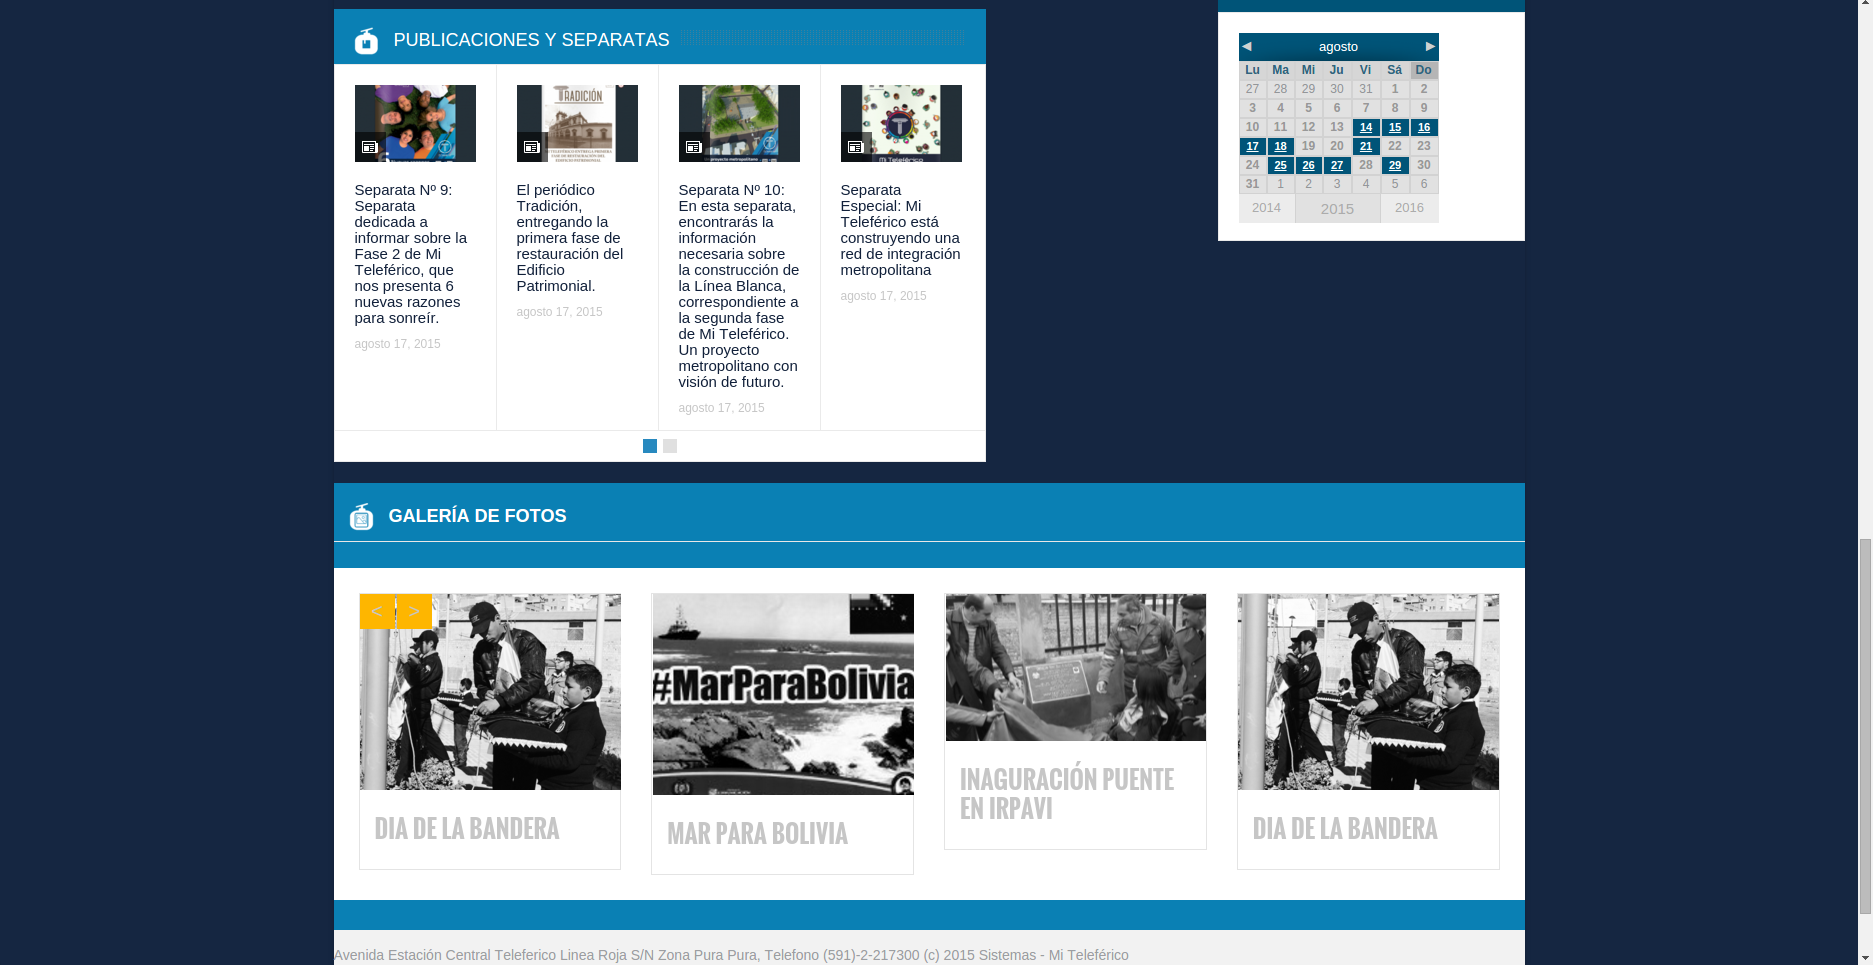 PUBLICACIONES Y SEPARATAS
TRADICIÓN
proyecto metropolitano
Mi Teleférico
Separata Nº 9:
Separata
dedicada a
informar sobre la
Fase 2 de Mi
Teleférico, que
nos presenta 6
nuevas razones
para sonreír.
agosto 17, 2015
El periódico
Tradición,
entregando la
primera fase de
restauración del
Edificio
Patrimonial.
agosto 17, 2015
Separata Nº 10:
En esta separata,
encontrarás la
información
necesaria sobre
la construcción de
la Línea Blanca,
correspondiente a
la segunda fase
de Mi Teleférico.
Un proyecto
metropolitano con
visión de futuro.
agosto 17, 2015
Separata
Especial: Mi
Teleférico está
construyendo una
red de integración
metropolitana
agosto 17, 2015
◀ agosto ▶
Lu Ma Mi Ju Vi Sá Do
27 28 29 30 31 1 2
3 4 5 6 7 8 9
10 11 12 13 14 15 16
17 18 19 20 21 22 23
24 25 26 27 28 29 30
31 1 2 3 4 5 6
2014 2015 2016
GALERÍA DE FOTOS
< >
#MarParaBolivia
DIA DE LA BANDERA
MAR PARA BOLIVIA
INAGURACIÓN PUENTE
EN IRPAVI
DIA DE LA BANDERA
Avenida Estación Central Teleferico Linea Roja S/N Zona Pura Pura, Telefono (591)-2-217300 (c) 2015 Sistemas - Mi Teleférico